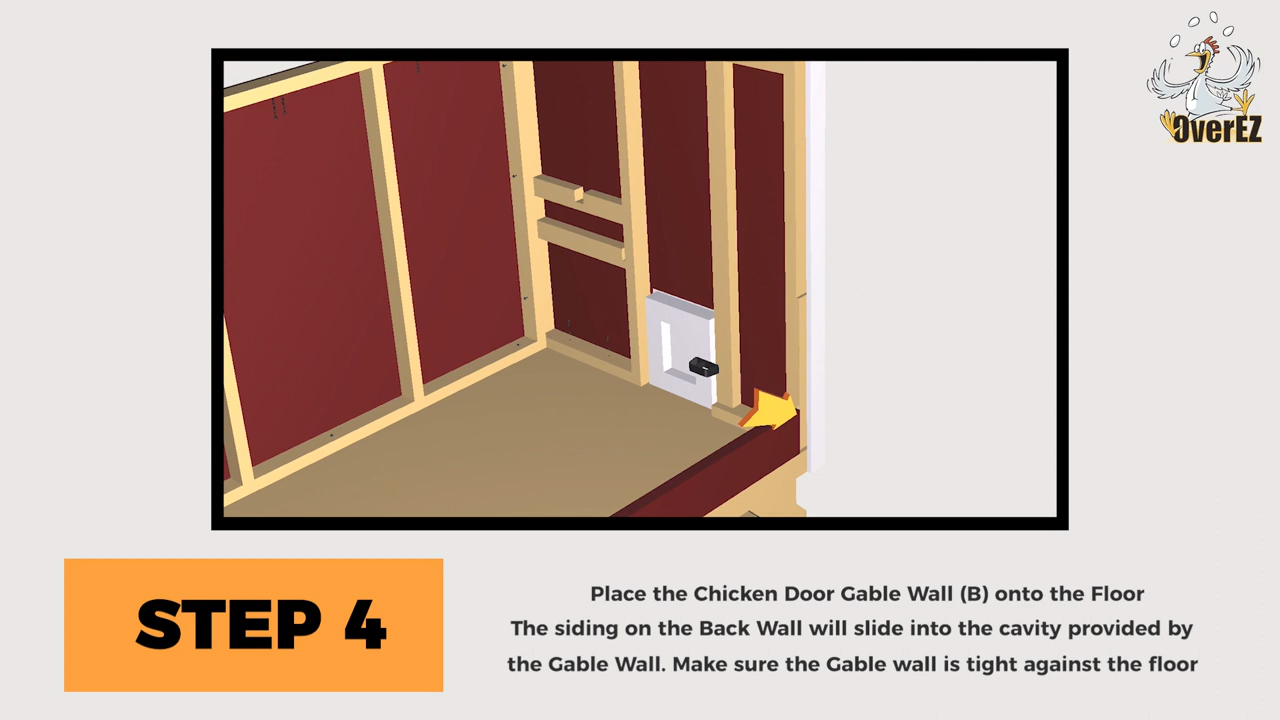 OverEZ
STEP 4
Place the Chicken Door Gable Wall (B) onto the Floor
The siding on the Back Wall will slide into the cavity provided by
the Gable Wall. Make sure the Gable wall is tight against the floor